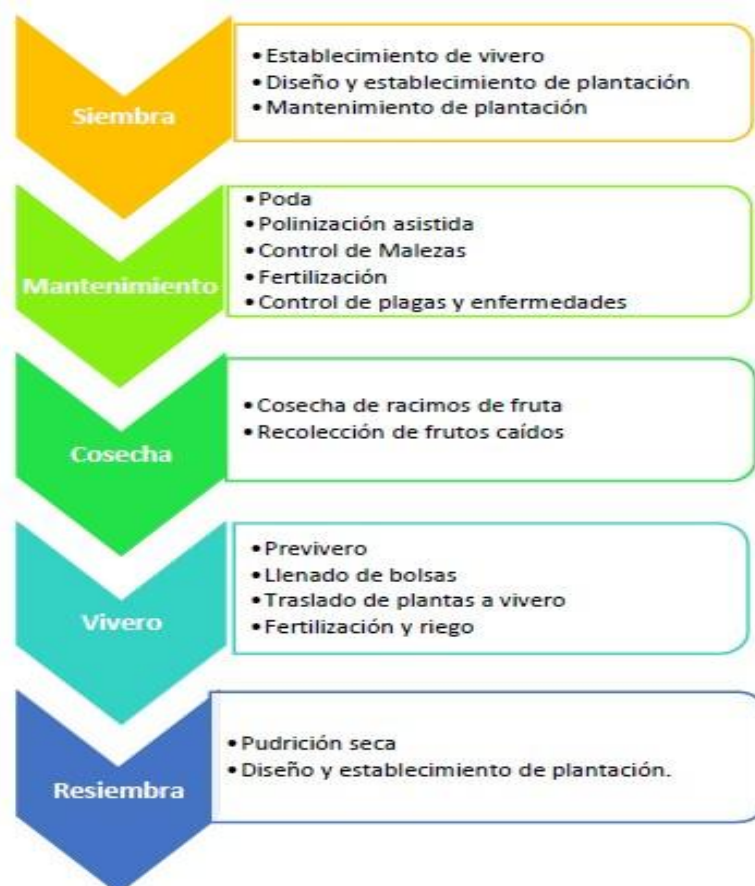 Siembra
• Establecimiento de vivero
• Diseño y establecimiento de plantación
• Mantenimiento de plantación
Mantenimiento
• Poda
• Polinización asistida
• Control de Malezas
• Fertilización
• Control de plagas y enfermedades
Cosecha
• Cosecha de racimos de fruta
• Recolección de frutos caídos
Vivero
• Previvero
• Llenado de bolsas
• Traslado de plantas a vivero
• Fertilización y riego
Resiembra
• Pudrición seca
• Diseño y establecimiento de plantación.